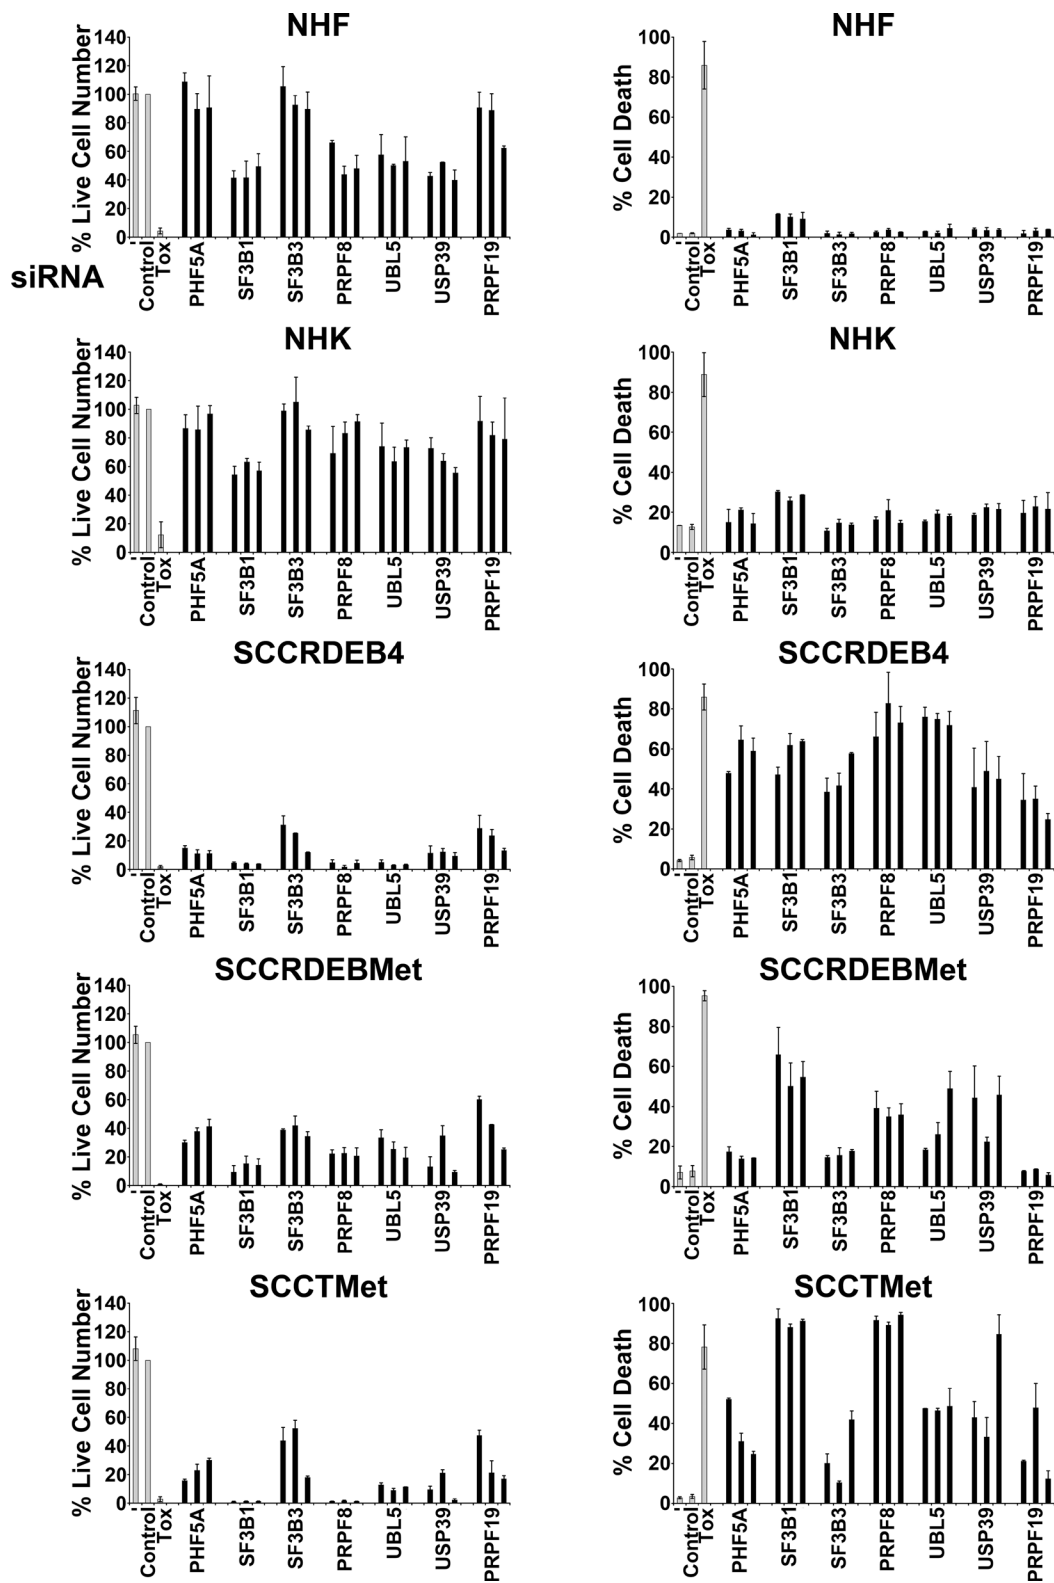 NHF
% Live Cell Number
140
120
100
80
60
40
20
0
siRNA
-
Control
Tox
PHF5A
SF3B1
SF3B3
PRPF8
UBL5
USP39
PRPF19
NHF
% Cell Death
100
80
60
40
20
0
-
Control
Tox
PHF5A
SF3B1
SF3B3
PRPF8
UBL5
USP39
PRPF19
NHK
% Live Cell Number
140
120
100
80
60
40
20
0
-
Control
Tox
PHF5A
SF3B1
SF3B3
PRPF8
UBL5
USP39
PRPF19
NHK
% Cell Death
100
80
60
40
20
0
-
Control
Tox
PHF5A
SF3B1
SF3B3
PRPF8
UBL5
USP39
PRPF19
SCCRDEB4
% Live Cell Number
140
120
100
80
60
40
20
0
-
Control
Tox
PHF5A
SF3B1
SF3B3
PRPF8
UBL5
USP39
PRPF19
SCCRDEB4
% Cell Death
100
80
60
40
20
0
-
Control
Tox
PHF5A
SF3B1
SF3B3
PRPF8
UBL5
USP39
PRPF19
SCCRDEBMet
% Live Cell Number
140
120
100
80
60
40
20
0
-
Control
Tox
PHF5A
SF3B1
SF3B3
PRPF8
UBL5
USP39
PRPF19
SCCRDEBMet
% Cell Death
100
80
60
40
20
0
-
Control
Tox
PHF5A
SF3B1
SF3B3
PRPF8
UBL5
USP39
PRPF19
SCCTMet
% Live Cell Number
140
120
100
80
60
40
20
0
-
Control
Tox
PHF5A
SF3B1
SF3B3
PRPF8
UBL5
USP39
PRPF19
SCCTMet
% Cell Death
100
80
60
40
20
0
-
Control
Tox
PHF5A
SF3B1
SF3B3
PRPF8
UBL5
USP39
PRPF19